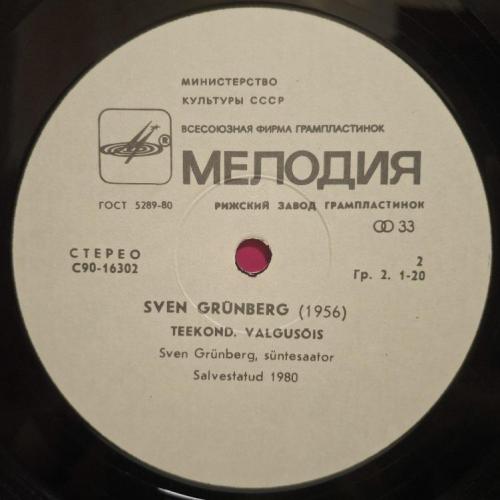 МИНИСТЕРСТВО
КУЛЬТУРЫ СССР
ВСЕСОЮЗНАЯ ФИРМА ГРАМПЛАСТИНОК
®
МЕЛОДИЯ
ГОСТ 5289-80 РИЖСКИЙ ЗАВОД ГРАМПЛАСТИНОК
33
СТЕРЕО 2
С90-16302 Гр. 2. 1-20
SVEN GRÜNBERG (1956)
TEEKOND. VALGUSÕIS
Sven Grünberg, süntesaator
Salvestatud 1980